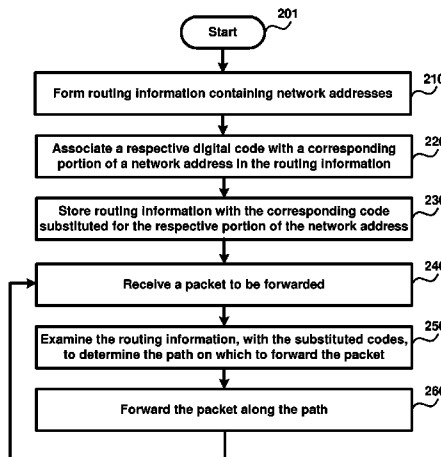 201
Start
210
Form routing information containing network addresses
220
Associate a respective digital code with a corresponding
portion of a network address in the routing information
230
Store routing information with the corresponding code
substituted for the respective portion of the network address
240
Receive a packet to be forwarded
250
Examine the routing information, with the substituted codes,
to determine the path on which to forward the packet
260
Forward the packet along the path